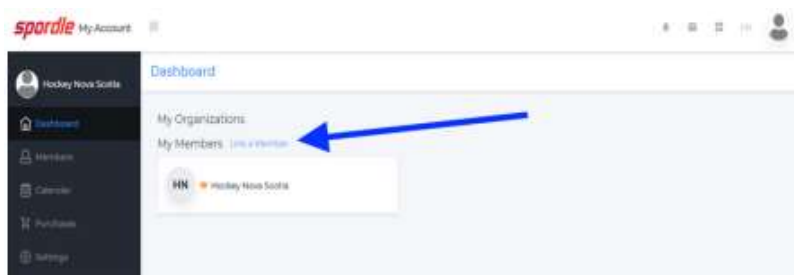 spordle My Account
Hockey Nova Scotia
Dashboard
Members
Calendar
Purchases
Settings
Dashboard
My Organizations
My Members Link a Member
HN Hockey Nova Scotia